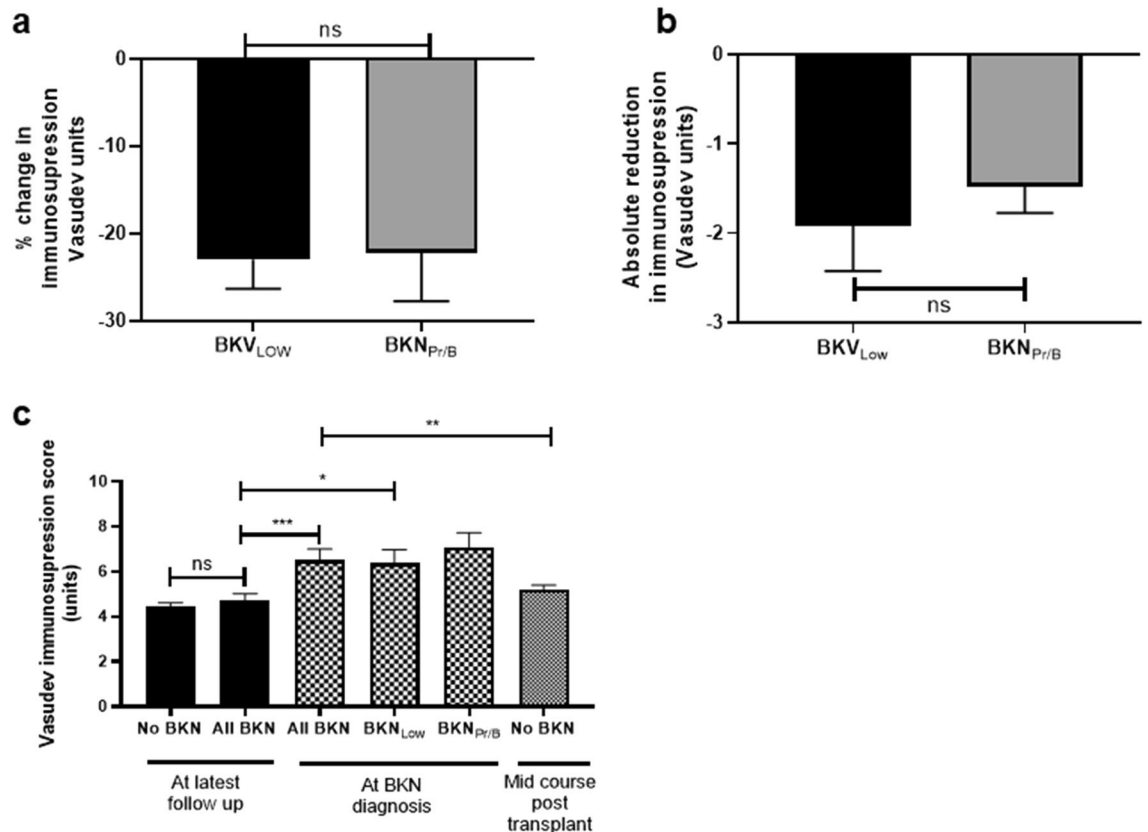 a
ns
0
-10
-20
-30
% change in
immunosupression
Vasudev units
BKV LOW
BKN Pr/B
b
0
-1
-2
-3
Absolute reduction
in immunosupression
(Vasudev units)
ns
BKV Low
BKN Pr/B
c
**
*
***
ns
10
8
6
4
2
0
Vasudev immunosupression score
(units)
No BKN All BKN All BKN BKN Low BKN Pr/B No BKN
At latest
follow up
At BKN
diagnosis
Mid course
post
transplant